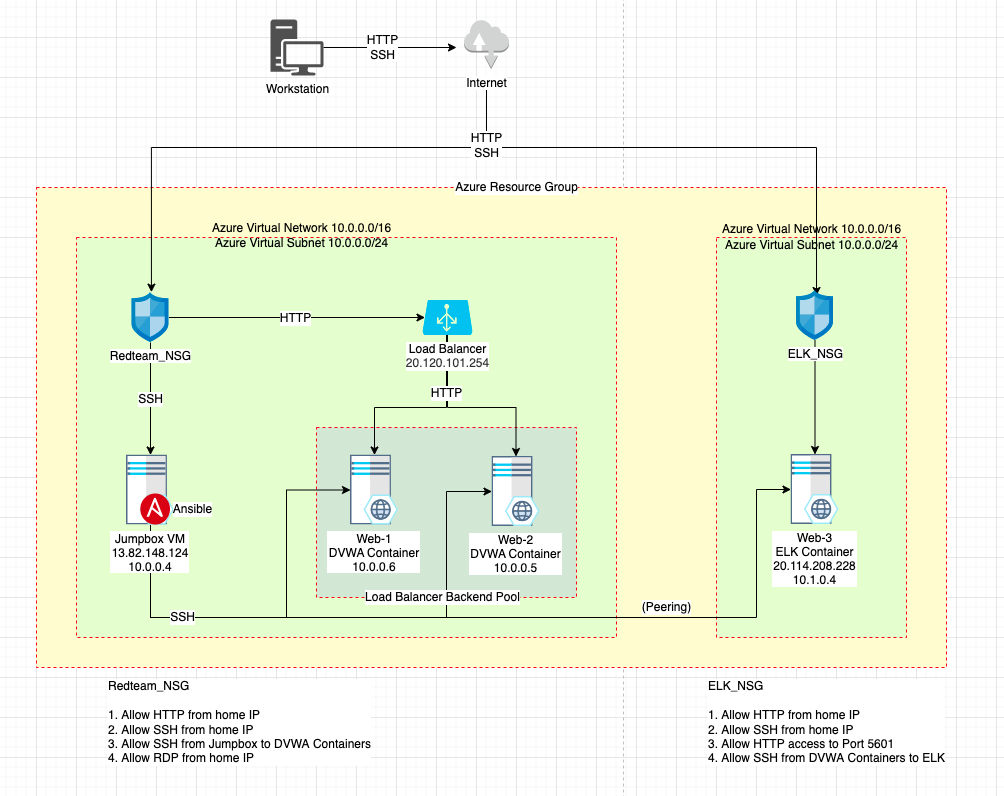 HTTP
SSH
Workstation
Internet
HTTP
SSH
Azure Resource Group
Azure Virtual Network 10.0.0.0/16
Azure Virtual Subnet 10.0.0.0/24
Azure Virtual Network 10.0.0.0/16
Azure Virtual Subnet 10.0.0.0/24
HTTP
Redteam_NSG
Load Balancer
20.120.101.254
ELK_NSG
SSH
HTTP
Ansible
Jumpbox VM
13.82.148.124
10.0.0.4
Web-1
DVWA Container
10.0.0.6
Web-2
DVWA Container
10.0.0.5
Web-3
ELK Container
20.114.208.228
10.1.0.4
Load Balancer Backend Pool
(Peering)
SSH
Redteam_NSG
1. Allow HTTP from home IP
2. Allow SSH from home IP
3. Allow SSH from Jumpbox to DVWA Containers
4. Allow RDP from home IP
ELK_NSG
1. Allow HTTP from home IP
2. Allow SSH from home IP
3. Allow HTTP access to Port 5601
4. Allow SSH from DVWA Containers to ELK